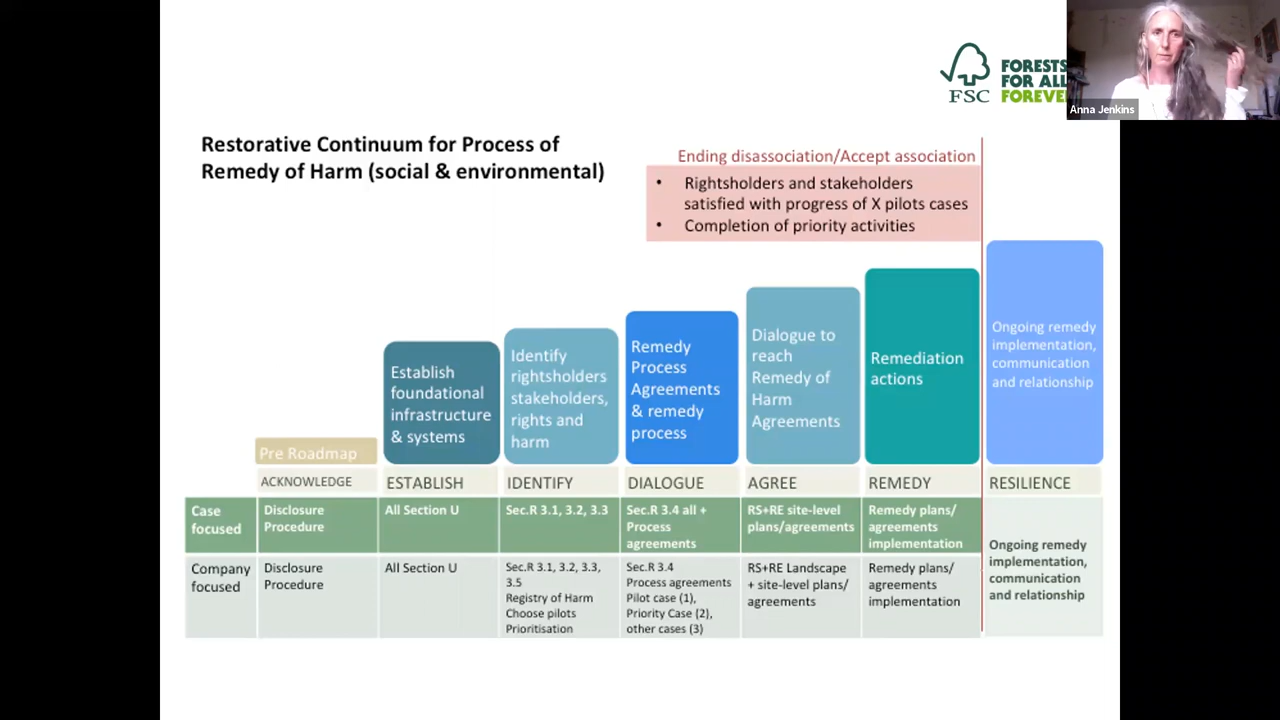 FSC
FORESTS
FOR ALL
FOREVE
Anna Jenkins
Restorative Continuum for Process of
Remedy of Harm (social & environmental)
Ending disassociation/Accept association
• Rightsholders and stakeholders
satisfied with progress of X pilots cases
• Completion of priority activities
Pre Roadmap
Establish
foundational
infrastructure
& systems
Identify
rightsholders
stakeholders,
rights and
harm
Remedy
Process
Agreements
& remedy
process
Dialogue to
reach
Remedy of
Harm
Agreements
Remediation
actions
Ongoing remedy
implementation,
communication
and relationship
ACKNOWLEDGE
ESTABLISH
IDENTIFY
DIALOGUE
AGREE
REMEDY
RESILIENCE
Case
focused
Disclosure
Procedure
All Section U
Sec.R 3.1, 3.2, 3.3
Sec.R 3.4 all +
Process
agreements
RS+RE site-level
plans/agreements
Remedy plans/
agreements
implementation
Ongoing remedy
implementation,
communication
and relationship
Company
focused
Disclosure
Procedure
All Section U
Sec.R 3.1, 3.2, 3.3,
3.5
Registry of Harm
Choose pilots
Prioritisation
Sec.R 3.4
Process agreements
Pilot case (1),
Priority Case (2),
other cases (3)
RS+RE Landscape
+ site-level plans/
agreements
Remedy plans/
agreements
implementation